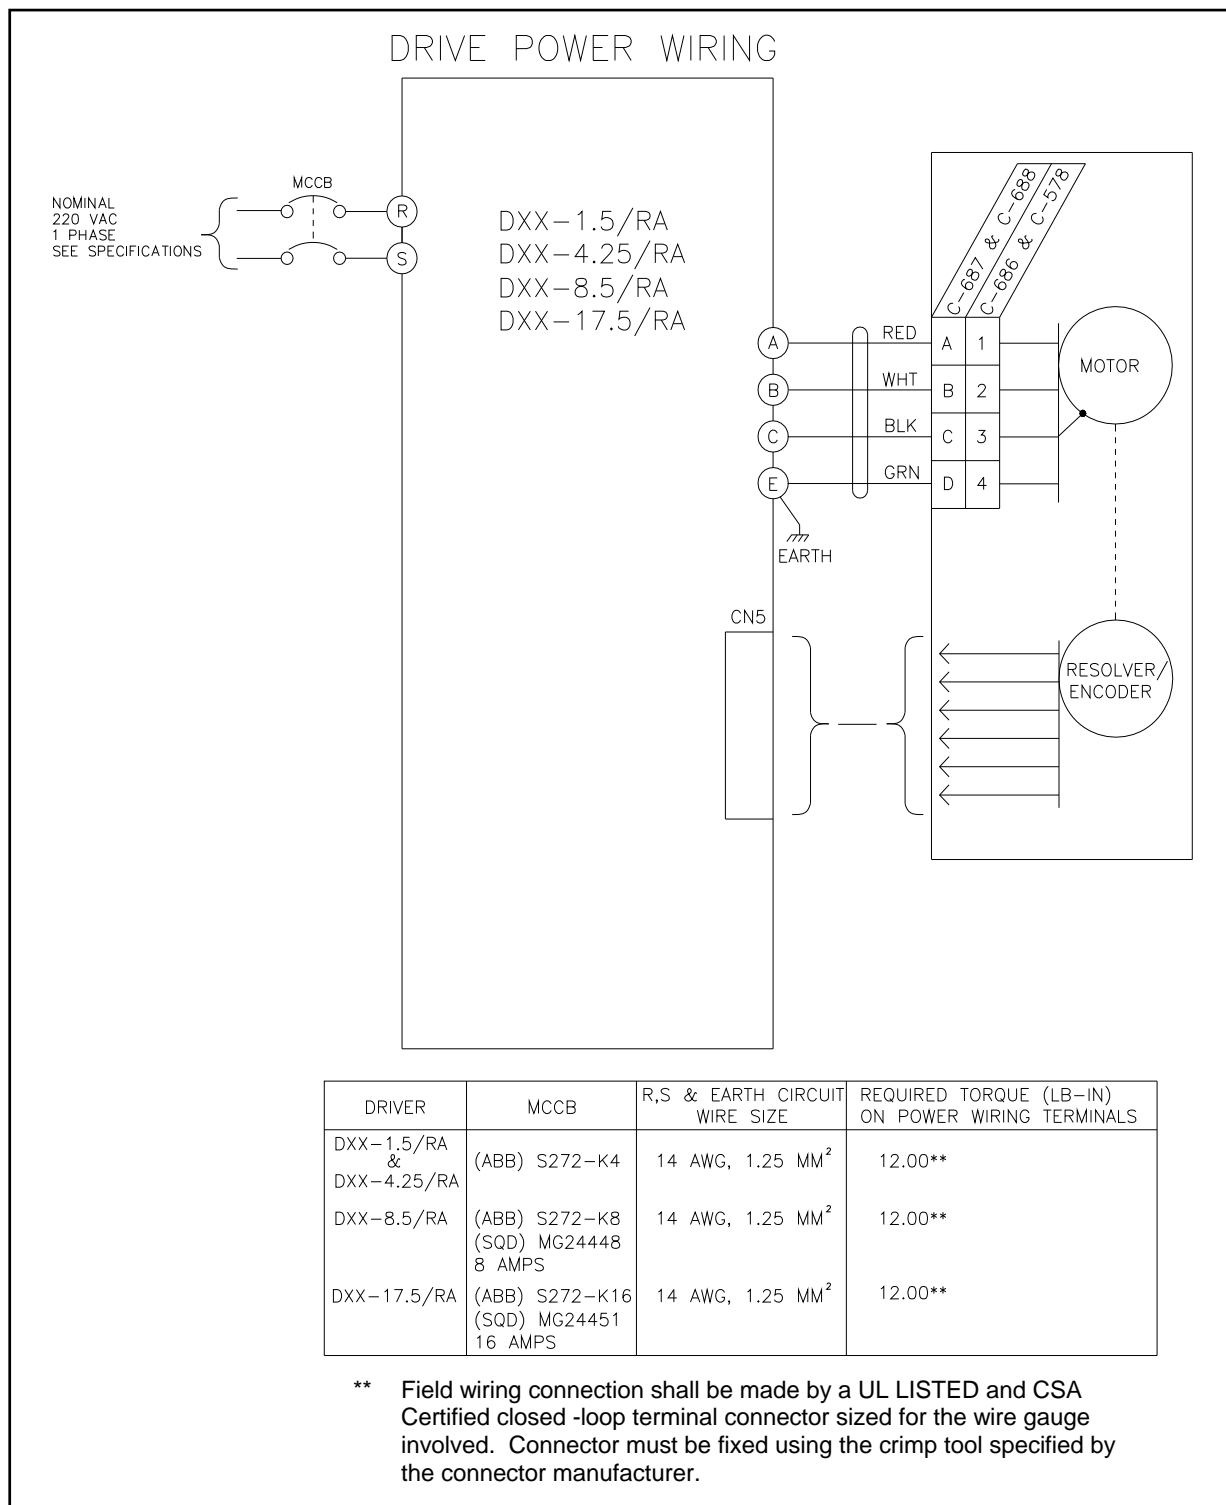 DRIVE POWER WIRING
MCCB
NOMINAL
220 VAC
1 PHASE
SEE SPECIFICATIONS
R
S
DXX-1.5/RA
DXX-4.25/RA
DXX-8.5/RA
DXX-17.5/RA
C-687 & C-688
C-686 & C-578
A RED A 1
B WHT B 2
C BLK C 3
E GRN D 4
MOTOR
EARTH
CN5
RESOLVER/
ENCODER
DRIVER MCCB R,S & EARTH CIRCUIT REQUIRED TORQUE (LB-IN)
WIRE SIZE ON POWER WIRING TERMINALS
DXX-1.5/RA
& (ABB) S272-K4 14 AWG, 1.25 MM² 12.00**
DXX-4.25/RA
DXX-8.5/RA (ABB) S272-K8 14 AWG, 1.25 MM² 12.00**
(SQD) MG24448
8 AMPS
DXX-17.5/RA (ABB) S272-K16 14 AWG, 1.25 MM² 12.00**
(SQD) MG24451
16 AMPS
** Field wiring connection shall be made by a UL LISTED and CSA
Certified closed -loop terminal connector sized for the wire gauge
involved. Connector must be fixed using the crimp tool specified by
the connector manufacturer.